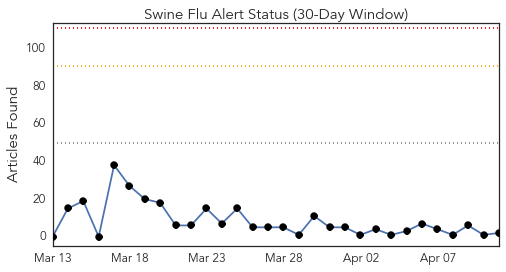 Swine Flu Alert Status (30-Day Window)
Articles Found
100
80
60
40
20
0
Mar 13
Mar 18
Mar 23
Mar 28
Apr 02
Apr 07